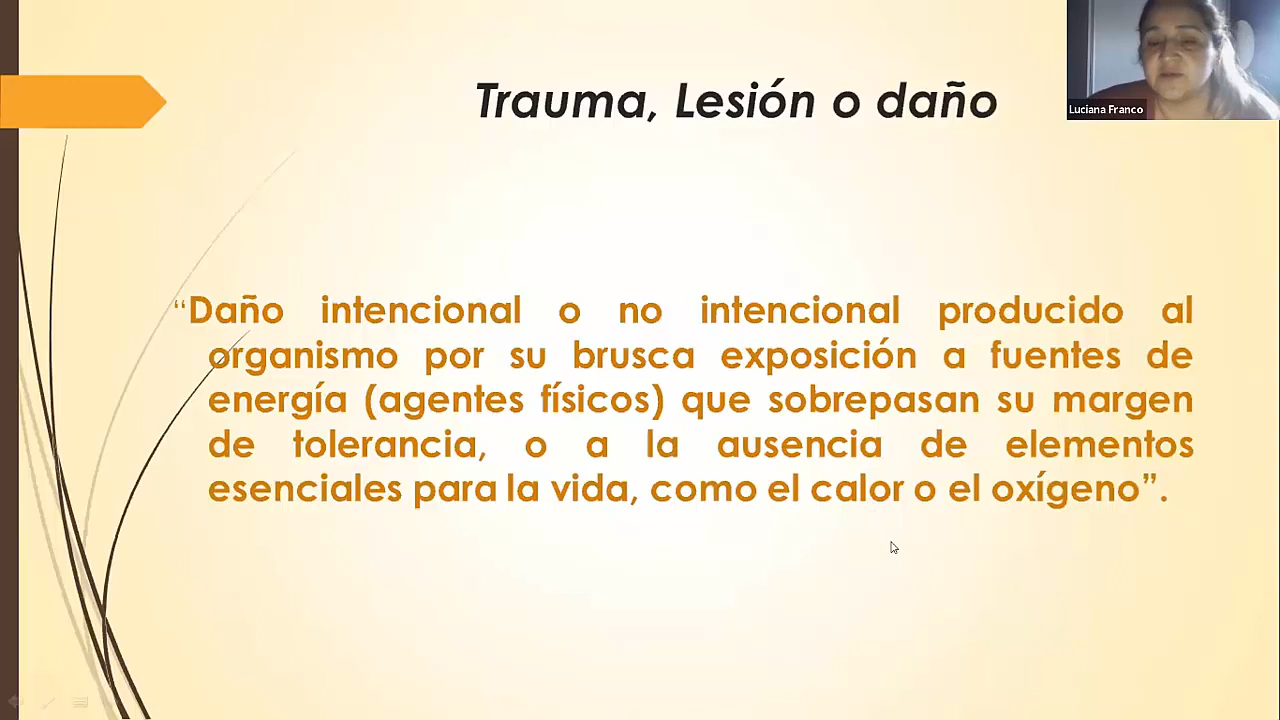 Trauma, Lesión o daño
Luciana Franco
“Daño intencional o no intencional producido al
organismo por su brusca exposición a fuentes de
energía (agentes físicos) que sobrepasan su margen
de tolerancia, o a la ausencia de elementos
esenciales para la vida, como el calor o el oxígeno”.